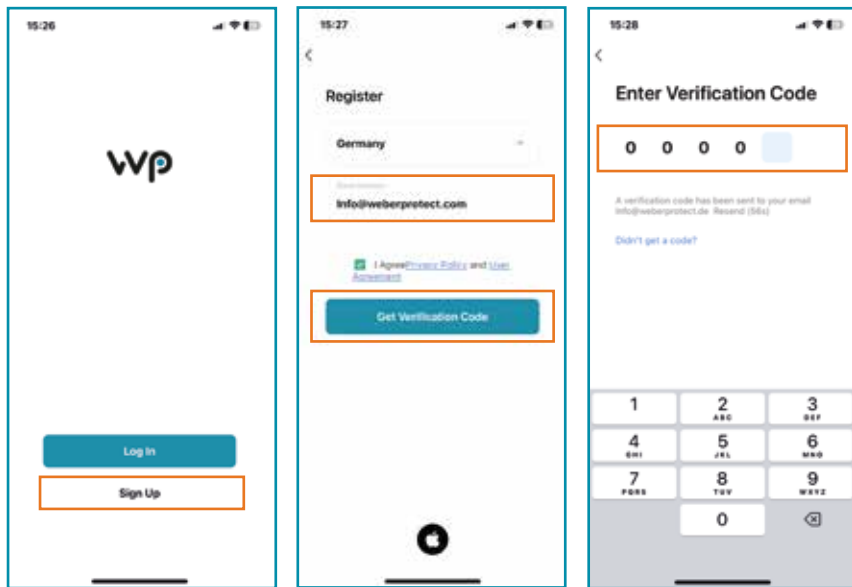 15:26
wp
Log In
Sign Up
15:27
Register
Germany
Info@weberprotect.com
I AgreePrivacy Policy and User
Agreement
Get Verification Code
15:28
Enter Verification Code
0 0 0 0
A verification code has been sent to your email
info@weberprotect.de Resend (56s)
Didn't get a code?
1 2 3
ABC DEF
4 5 6
GHI JKL MNO
7 8 9
PQRS TUV WXYZ
0